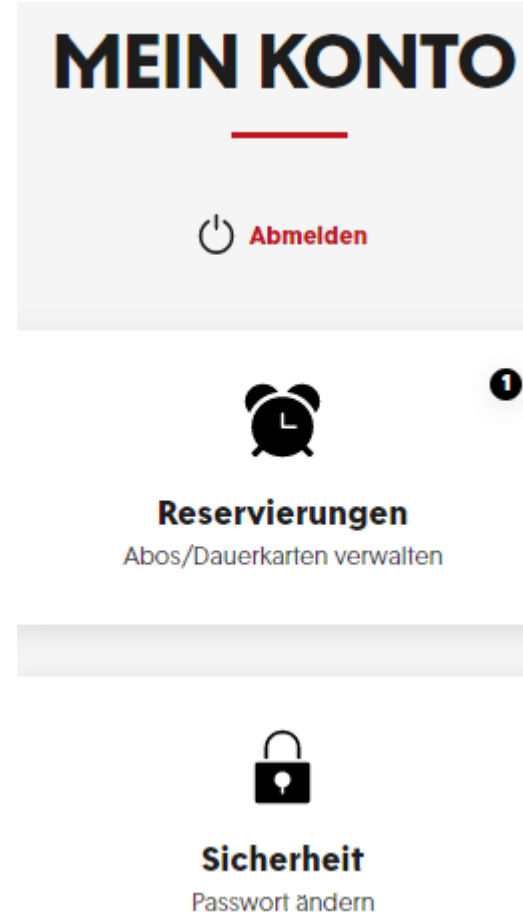 MEIN KONTO
Abmelden
1
Reservierungen
Abos/Dauerkarten verwalten
Sicherheit
Passwort ändern